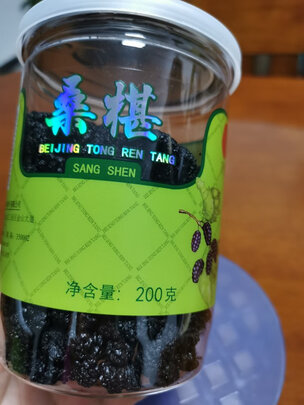 桑椹
BEIJING TONG REN TANG
SANG SHEN
净含量: 200克